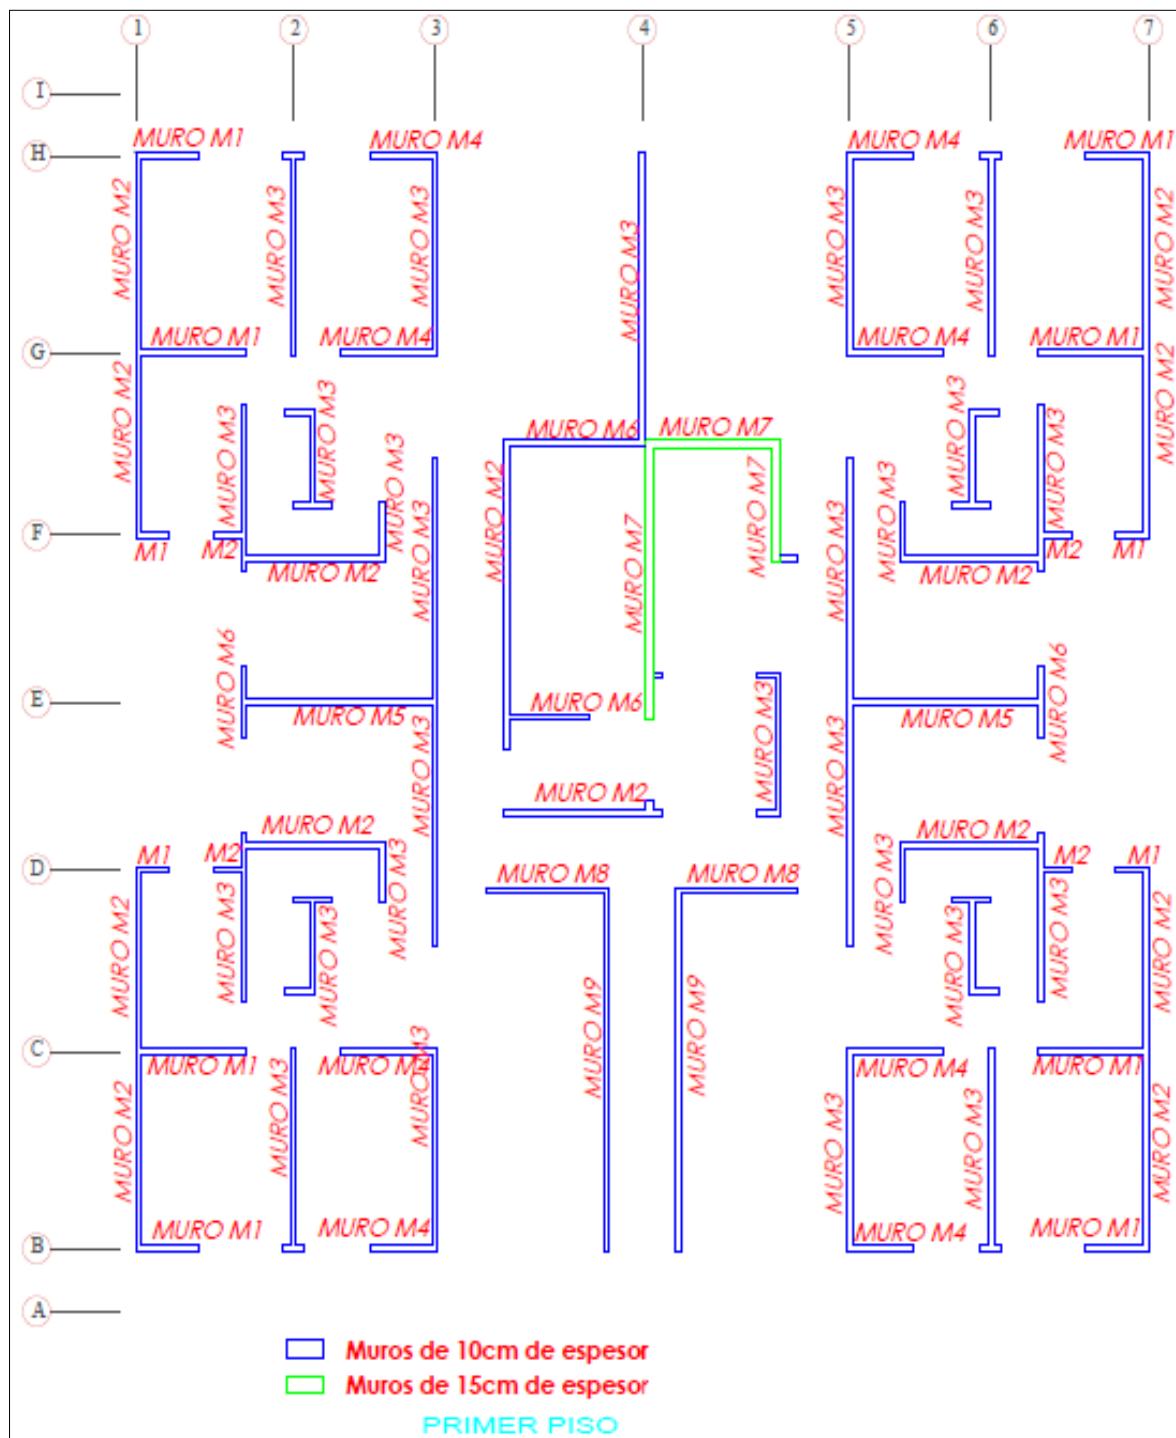 1 2 3 4 5 6 7
I
H
MURO M1 MURO M4 MURO M4 MURO M1
MURO M2 MURO M3 MURO M3 MURO M3 MURO M3 MURO M3 MURO M2
G
MURO M1 MURO M4 MURO M4 MURO M1
MURO M2 MURO M3 MURO M3 MURO M3 MURO M2
MURO M6 MURO M7
MURO M3 MURO M3 MURO M2 MURO M7 MURO M7 MURO M3 MURO M3 MURO M3
F
M1 M2 MURO M2 MURO M2 M2 M1
MURO M6 MURO M6
E
MURO M5 MURO M6 MURO M5
MURO M3 MURO M3 MURO M3
MURO M2 MURO M2 MURO M2
D
M1 M2 MURO M8 MURO M8 M2 M1
MURO M2 MURO M3 MURO M3 MURO M3 MURO M3 MURO M3 MURO M3 MURO M2
MURO M9 MURO M9
C
MURO M1 MURO M4 MURO M4 MURO M1
MURO M2 MURO M3 MURO M3 MURO M3 MURO M3 MURO M2
B
MURO M1 MURO M4 MURO M4 MURO M1
A
Muros de 10cm de espesor
Muros de 15cm de espesor
PRIMER PISO